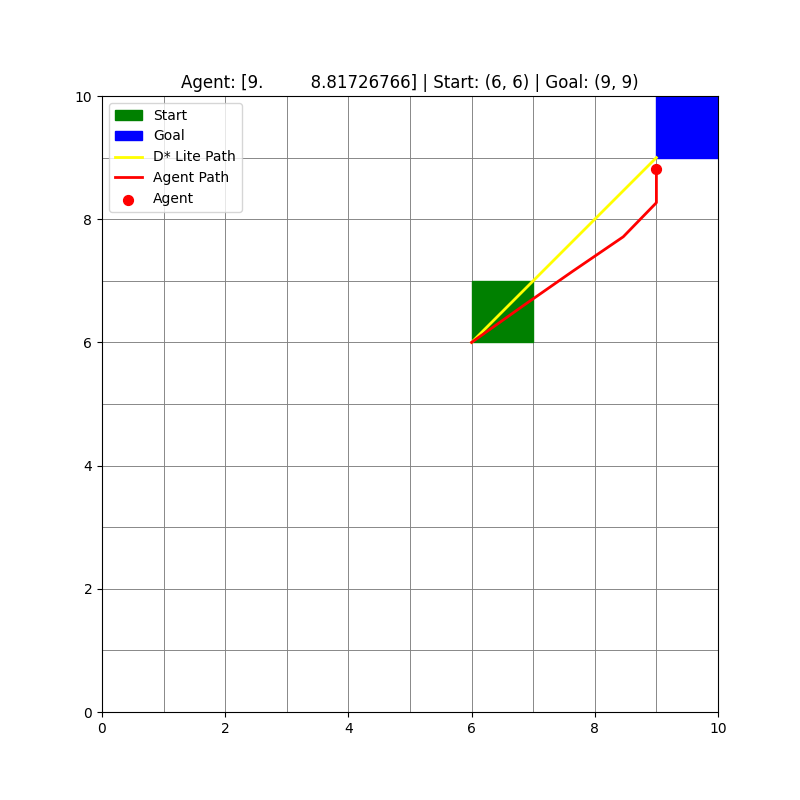 Agent: [9.         8.81726766] | Start: (6, 6) | Goal: (9, 9)
10
Start
Goal
D* Lite Path
Agent Path
Agent
8
6
4
2
0
0 2 4 6 8 10